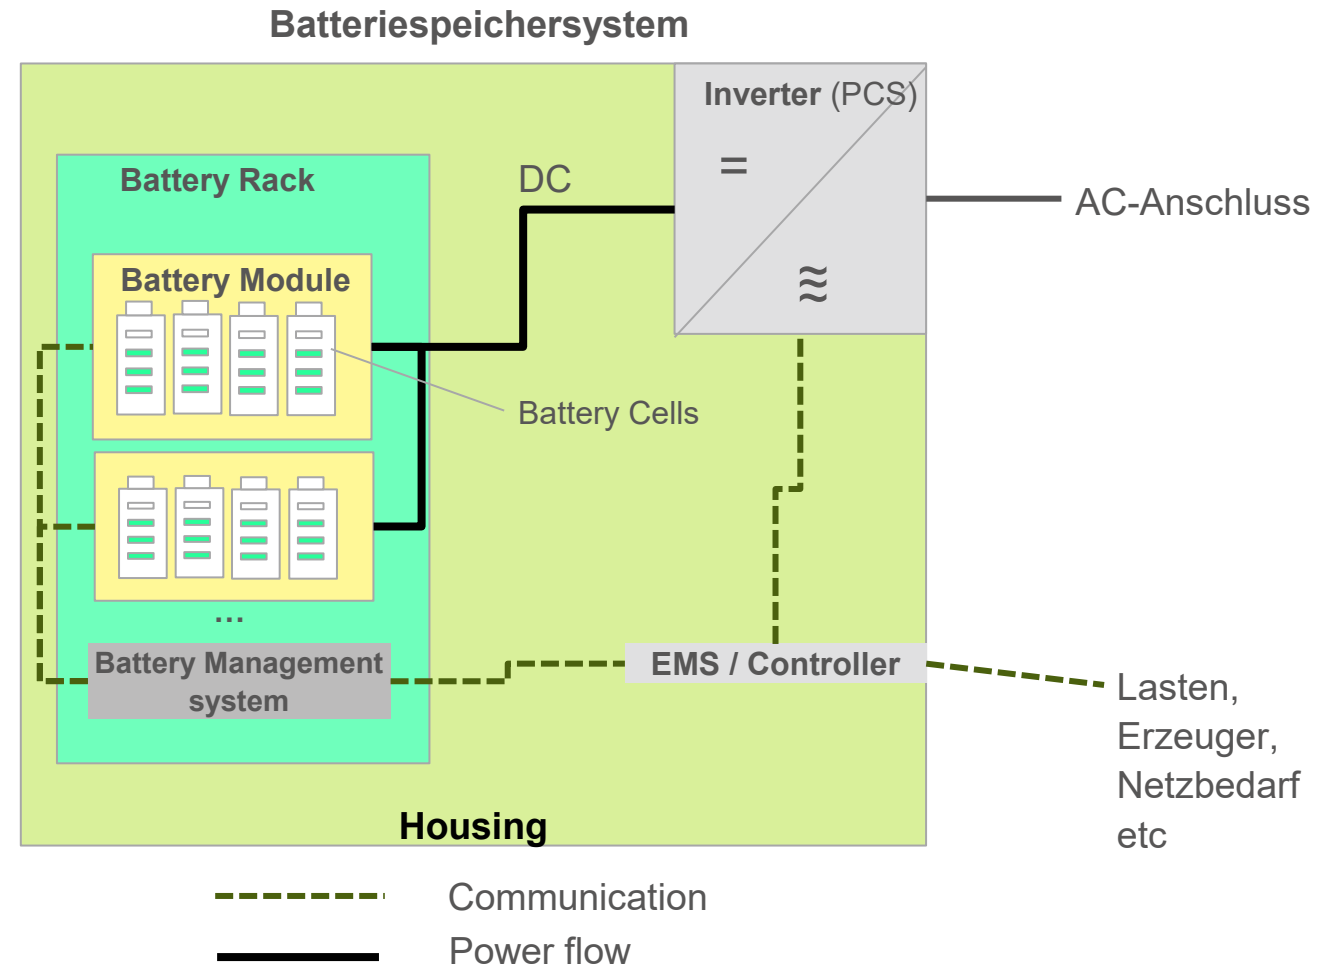 Batteriespeichersystem
Inverter (PCS)
=
≋
Battery Rack
DC
AC-Anschluss
Battery Module
Battery Cells
...
Battery Management
system
EMS / Controller
Lasten,
Erzeuger,
Netzbedarf
etc
Housing
Communication
Power flow